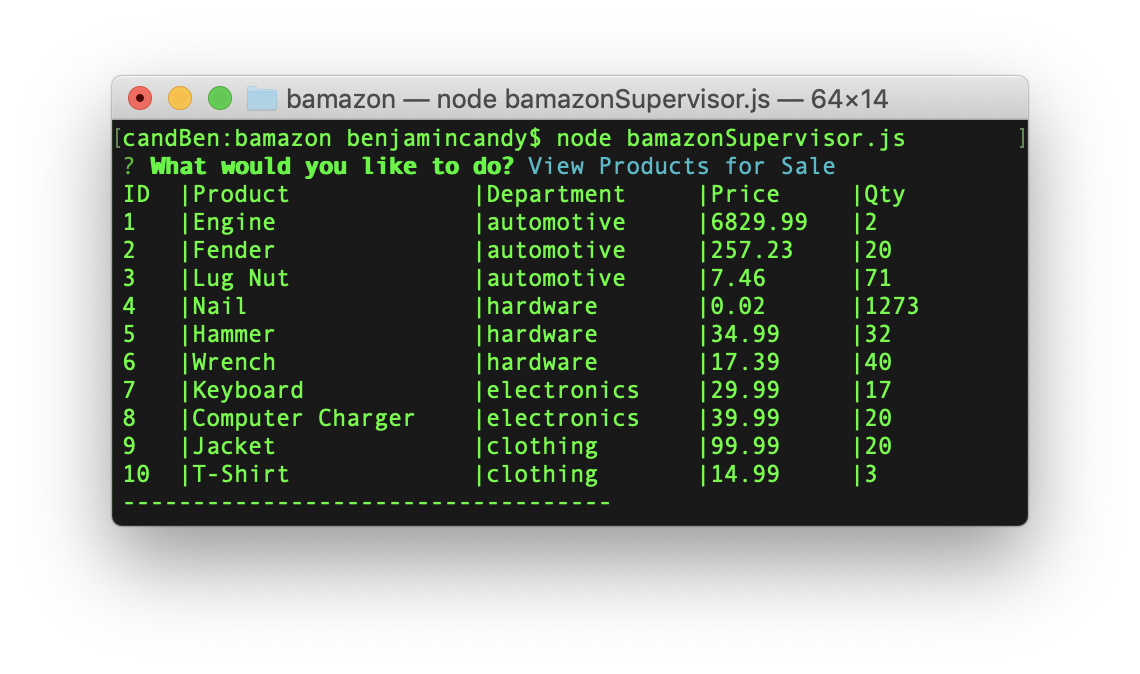 bamazon — node bamazonSupervisor.js — 64×14
[candBen:bamazon benjamincandy$ node bamazonSupervisor.js ]
? What would you like to do? View Products for Sale
ID  |Product             |Department     |Price     |Qty
1   |Engine              |automotive     |6829.99   |2
2   |Fender              |automotive     |257.23    |20
3   |Lug Nut             |automotive     |7.46      |71
4   |Nail                |hardware       |0.02      |1273
5   |Hammer              |hardware       |34.99     |32
6   |Wrench              |hardware       |17.39     |40
7   |Keyboard            |electronics    |29.99     |17
8   |Computer Charger    |electronics    |39.99     |20
9   |Jacket              |clothing       |99.99     |20
10  |T-Shirt             |clothing       |14.99     |3
-----------------------------------